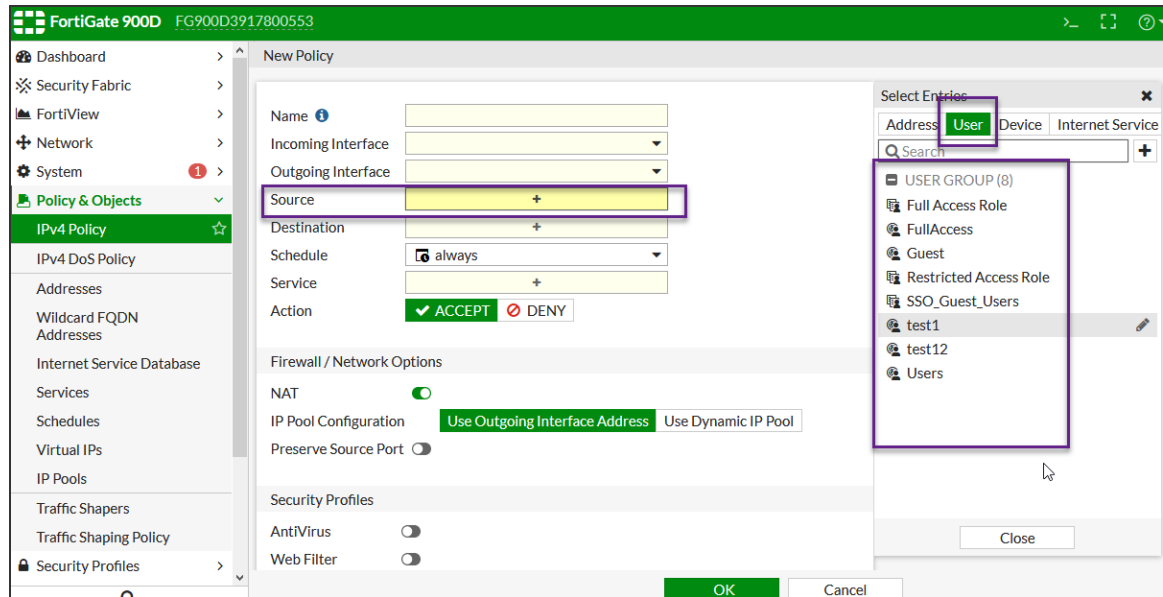 FortiGate 900D FG900D3917800553
Dashboard
Security Fabric
FortiView
Network
System 1
Policy & Objects
IPv4 Policy
IPv4 DoS Policy
Addresses
Wildcard FQDN
Addresses
Internet Service Database
Services
Schedules
Virtual IPs
IP Pools
Traffic Shapers
Traffic Shaping Policy
Security Profiles
New Policy
Name
Incoming Interface
Outgoing Interface
Source +
Destination +
Schedule always
Service +
Action ACCEPT DENY
Firewall / Network Options
NAT
IP Pool Configuration Use Outgoing Interface Address Use Dynamic IP Pool
Preserve Source Port
Security Profiles
AntiVirus
Web Filter
OK Cancel
Select Entries
Address User Device Internet Service
Search
USER GROUP (8)
Full Access Role
FullAccess
Guest
Restricted Access Role
SSO_Guest_Users
test1
test12
Users
Close